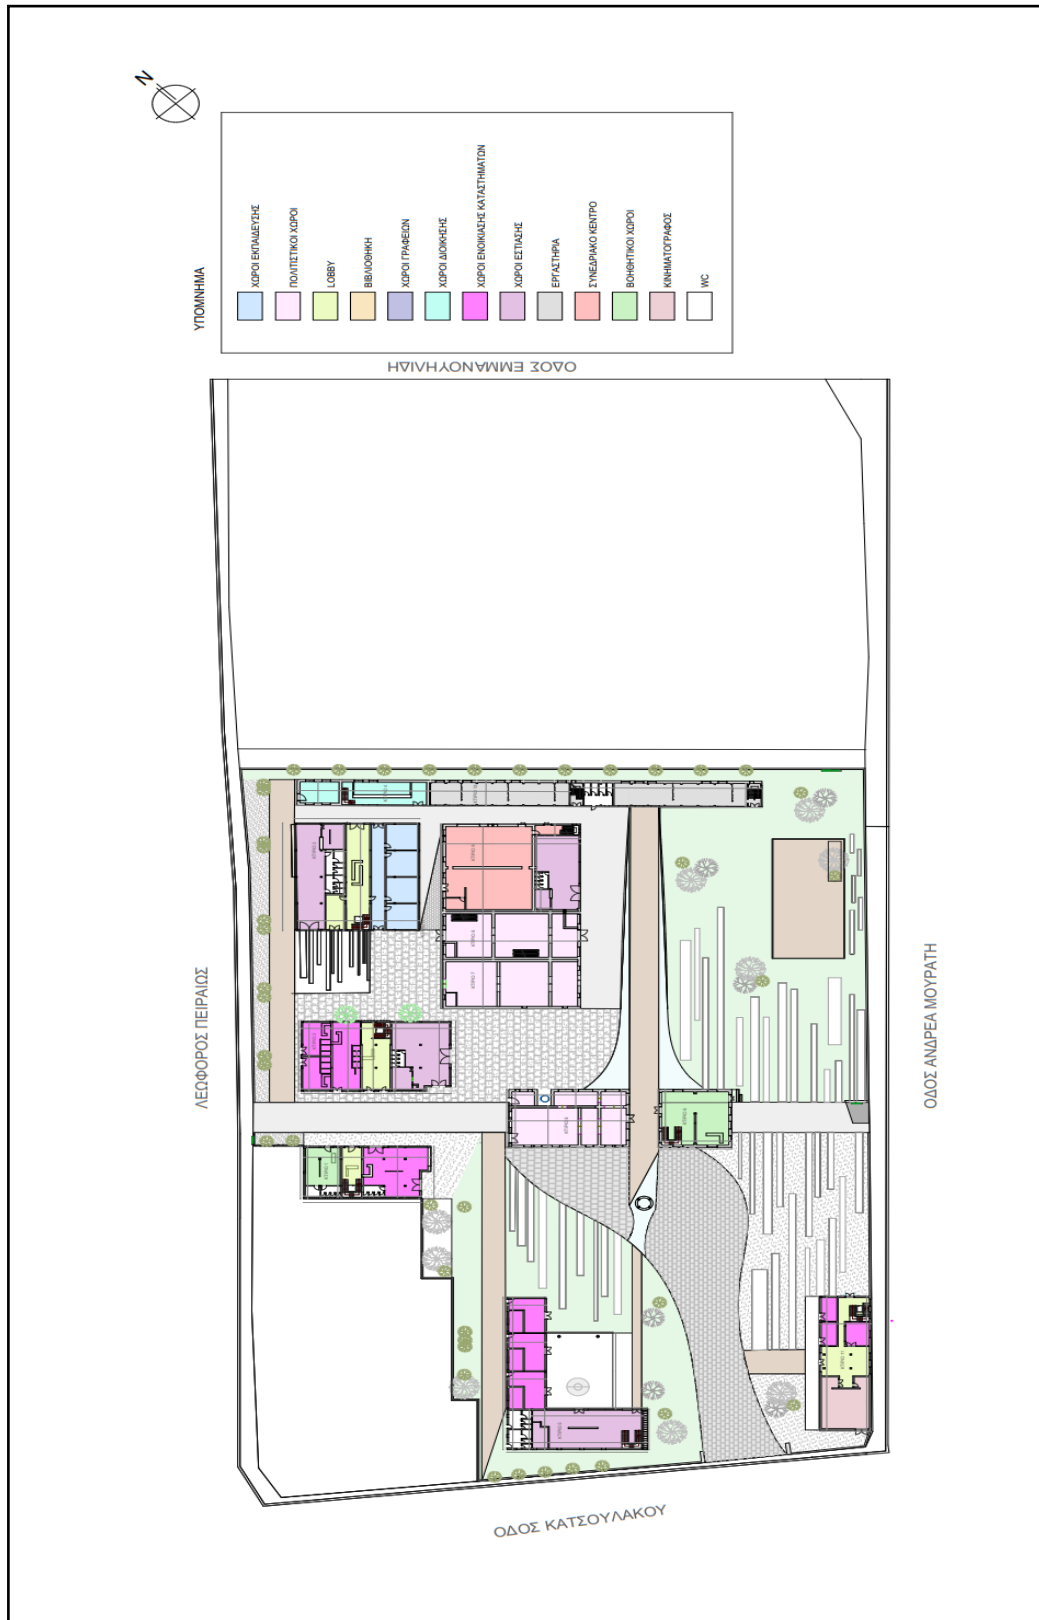 N
ΥΠΟΜΝΗΜΑ
ΧΩΡΟΙ ΕΚΠΑΙΔΕΥΣΗΣ
ΠΟΛΙΤΙΣΤΙΚΟΙ ΧΩΡΟΙ
LOBBY
ΒΙΒΛΙΟΘΗΚΗ
ΧΩΡΟΙ ΓΡΑΦΕΙΩΝ
ΧΩΡΟΙ ΔΙΟΙΚΗΣΗΣ
ΧΩΡΟΙ ΕΝΟΙΚΙΑΣΗΣ ΚΑΤΑΣΤΗΜΑΤΩΝ
ΧΩΡΟΙ ΕΣΤΙΑΣΗΣ
ΕΡΓΑΣΤΗΡΙΑ
ΣΥΝΕΔΡΙΑΚΟ ΚΕΝΤΡΟ
ΒΟΗΘΗΤΙΚΟΙ ΧΩΡΟΙ
ΚΙΝΗΜΑΤΟΓΡΑΦΟΣ
WC
ΟΔΟΣ ΕΜΜΑΝΟΥΗΛΙΔΗ
ΛΕΩΦΟΡΟΣ ΠΕΙΡΑΙΩΣ
ΟΔΟΣ ΑΝΔΡΕΑ ΜΟΥΡΑΤΗ
ΟΔΟΣ ΚΑΤΣΟΥΛΑΚΟΥ